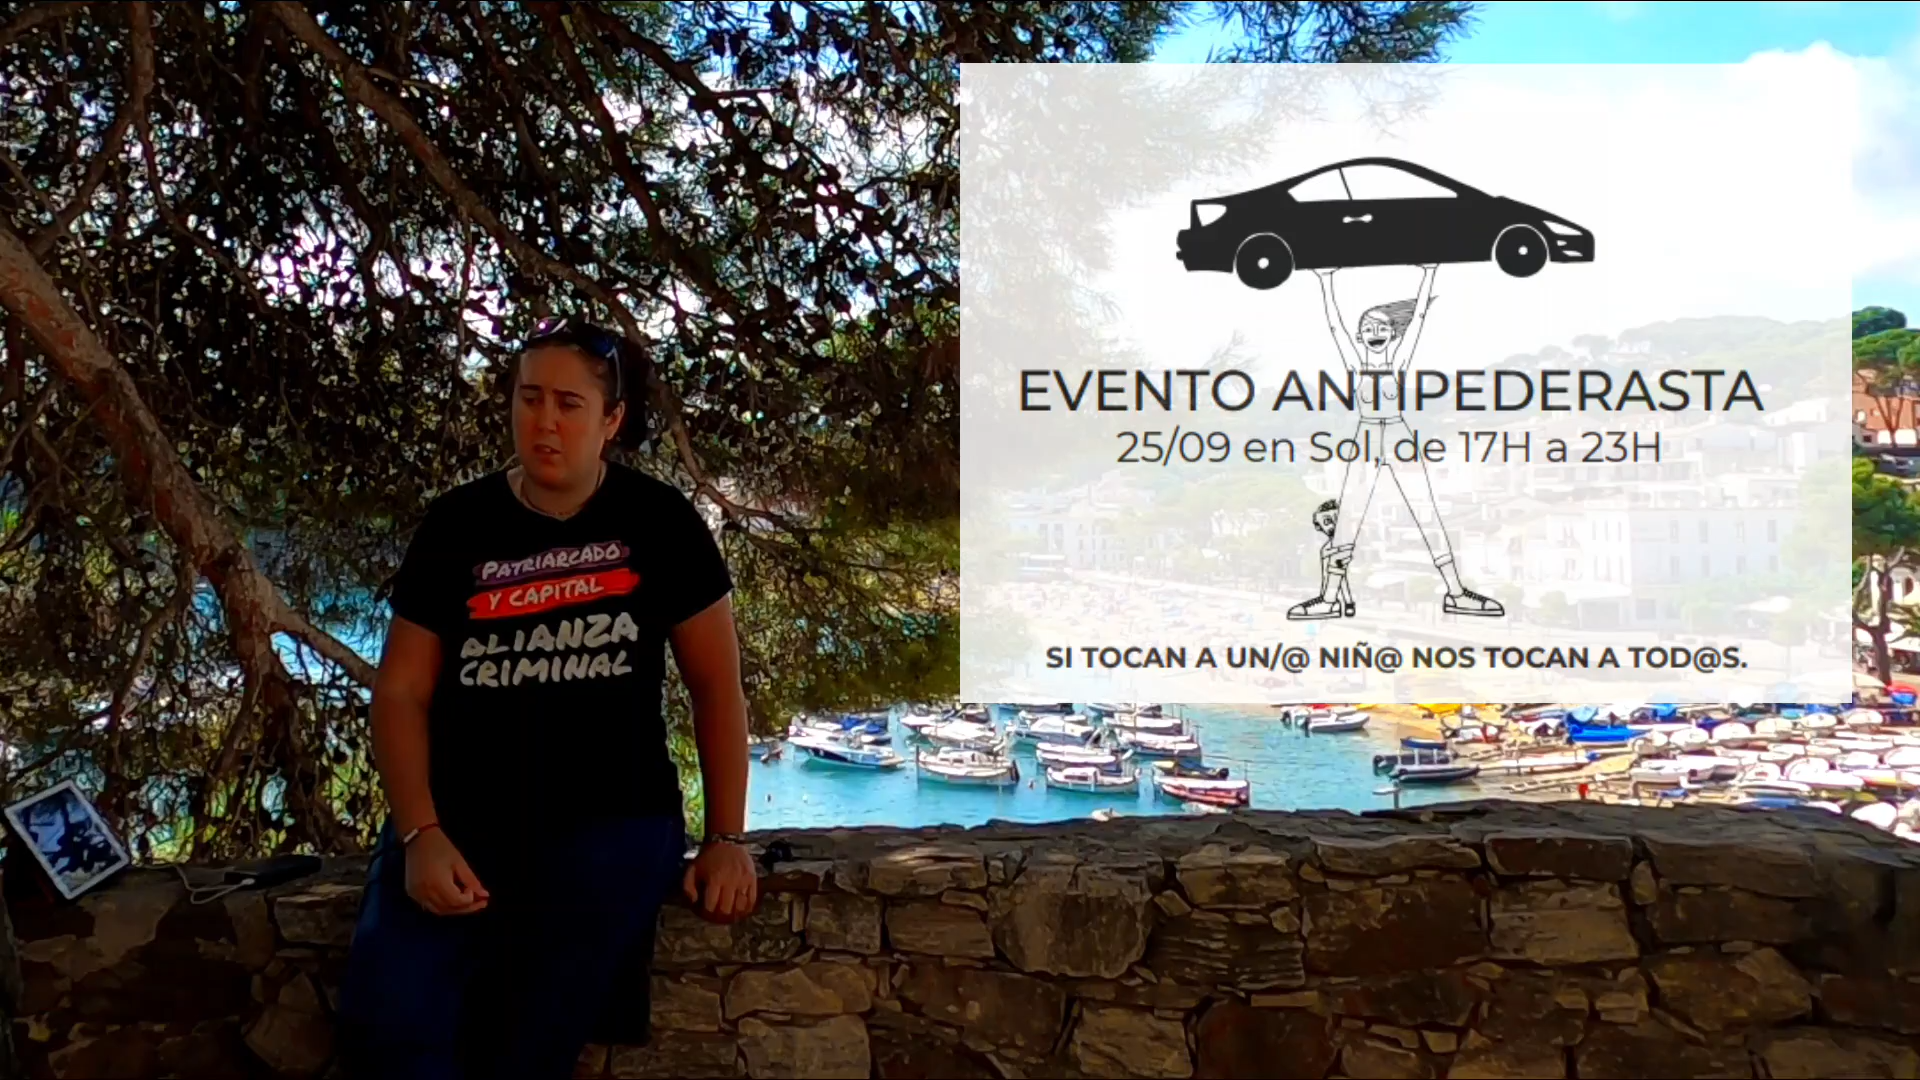 EVENTO ANTIPEDERASTA
25/09 en Sol, de 17H a 23H
SI TOCAN A UN/@ NIÑ@ NOS TOCAN A TOD@S.
PATRIARCADO
Y CAPITAL
ALIANZA
CRIMINAL